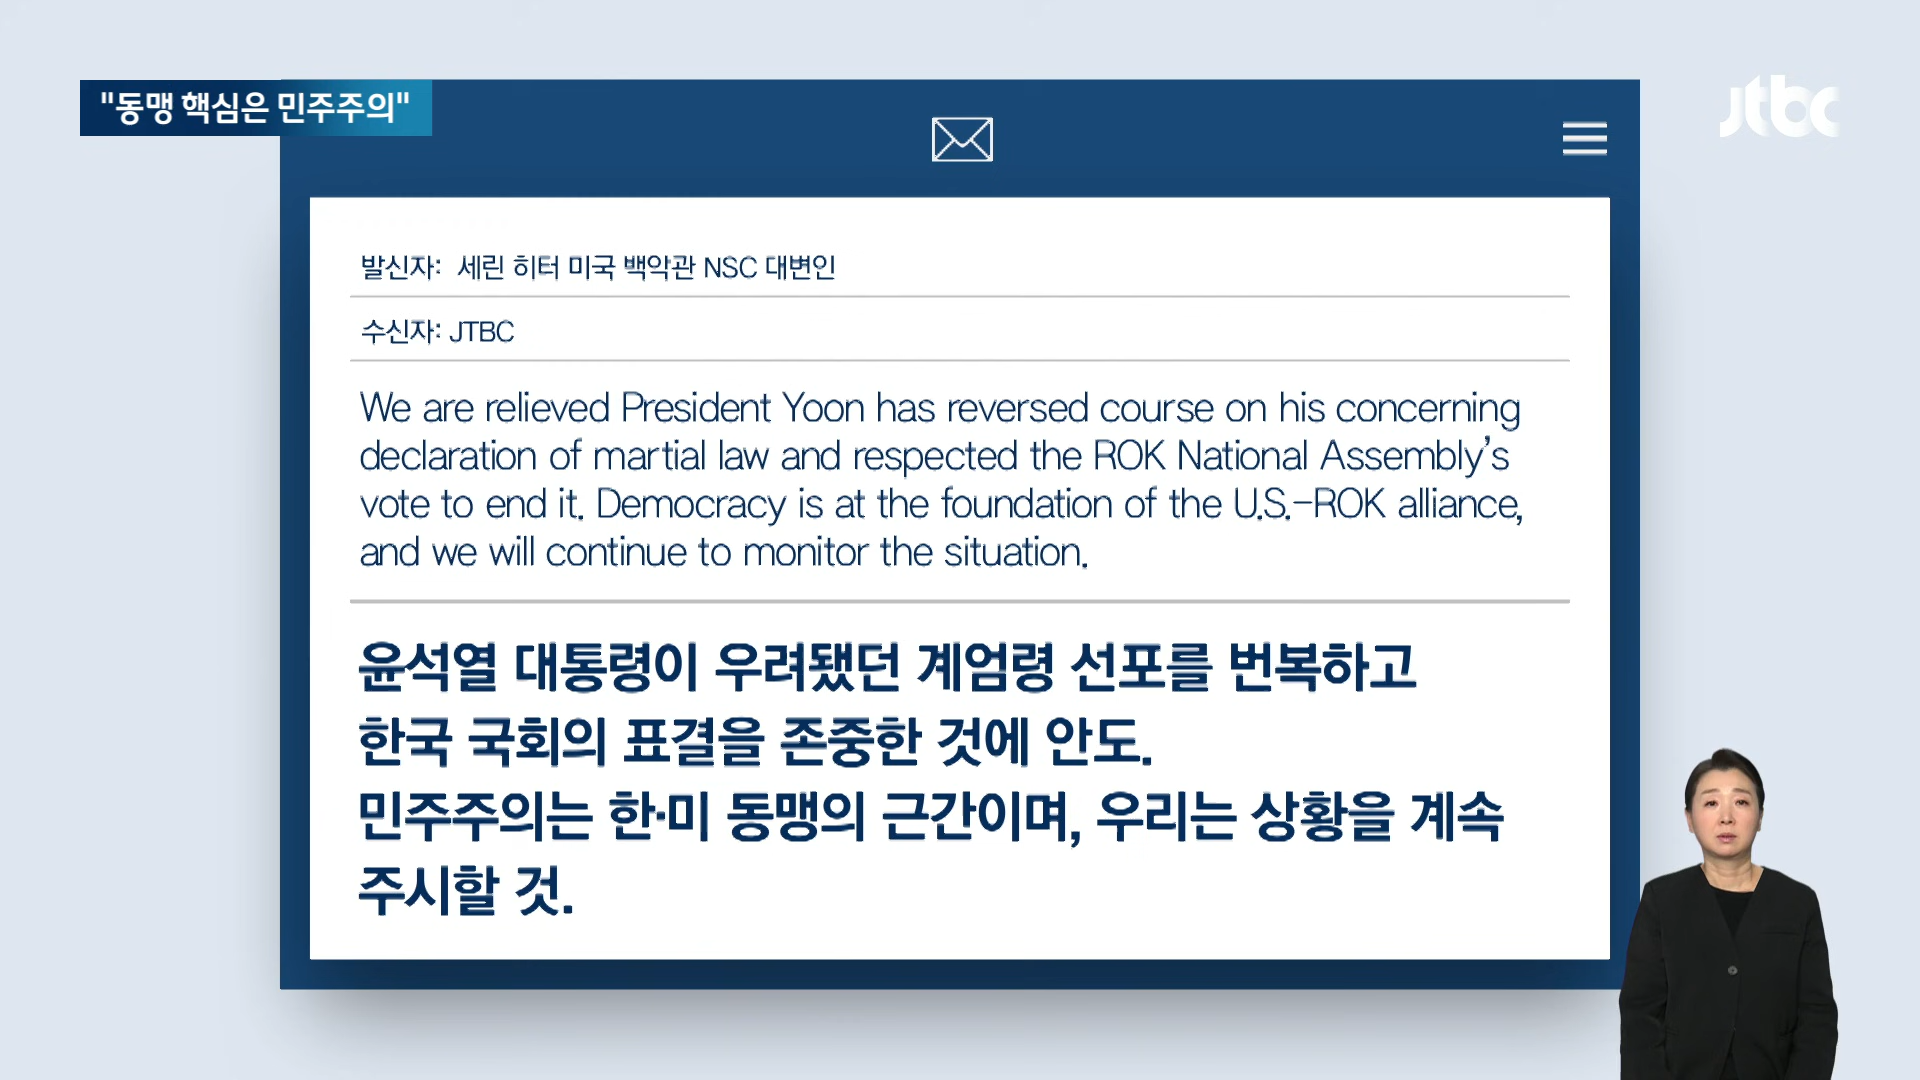 "동맹 핵심은 민주주의"
jtbc
발신자: 세린 히터 미국 백악관 NSC 대변인
수신자: JTBC
We are relieved President Yoon has reversed course on his concerning
declaration of martial law and respected the ROK National Assembly's
vote to end it. Democracy is at the foundation of the U.S.-ROK alliance,
and we will continue to monitor the situation.
윤석열 대통령이 우려됐던 계엄령 선포를 번복하고
한국 국회의 표결을 존중한 것에 안도.
민주주의는 한·미 동맹의 근간이며, 우리는 상황을 계속
주시할 것.